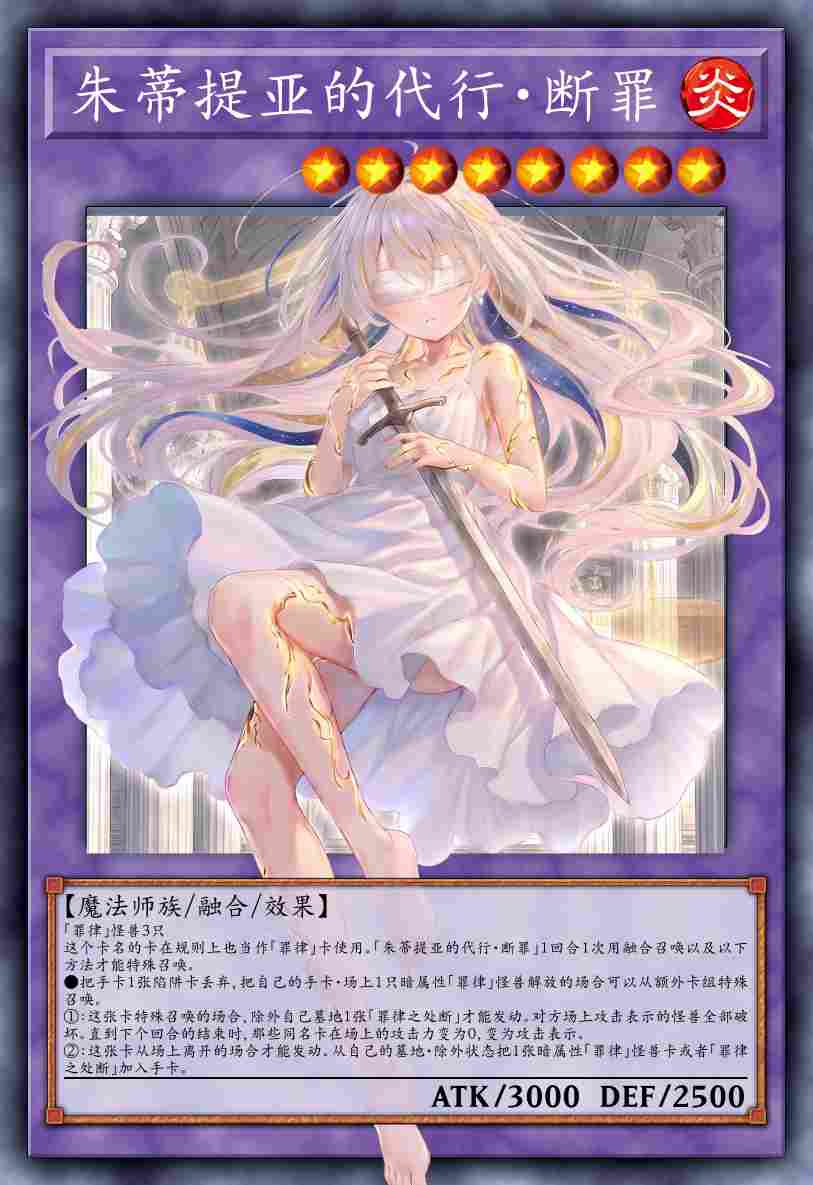 朱蒂提亚的代行·断罪
炎
【魔法师族/融合/效果】
「罪律」怪兽3只
这个卡名的卡在规则上也当作「罪律」卡使用。「朱蒂提亚的代行·断罪」1回合1次用融合召唤以及以下
方法才能特殊召唤。
●把手卡1张陷阱卡丢弃,把自己的手卡·场上1只暗属性「罪律」怪兽解放的场合可以从额外卡组特殊
召唤。
①:这张卡特殊召唤的场合,除外自己墓地1张「罪律之处断」才能发动。对方场上攻击表示的怪兽全部破
坏。直到下个回合的结束时,那些同名卡在场上的攻击力变为0,变为攻击表示。
②:这张卡从场上离开的场合才能发动。从自己的墓地·除外状态把1张暗属性「罪律」怪兽卡或者「罪律
之处断」加入手卡。
ATK/3000 DEF/2500